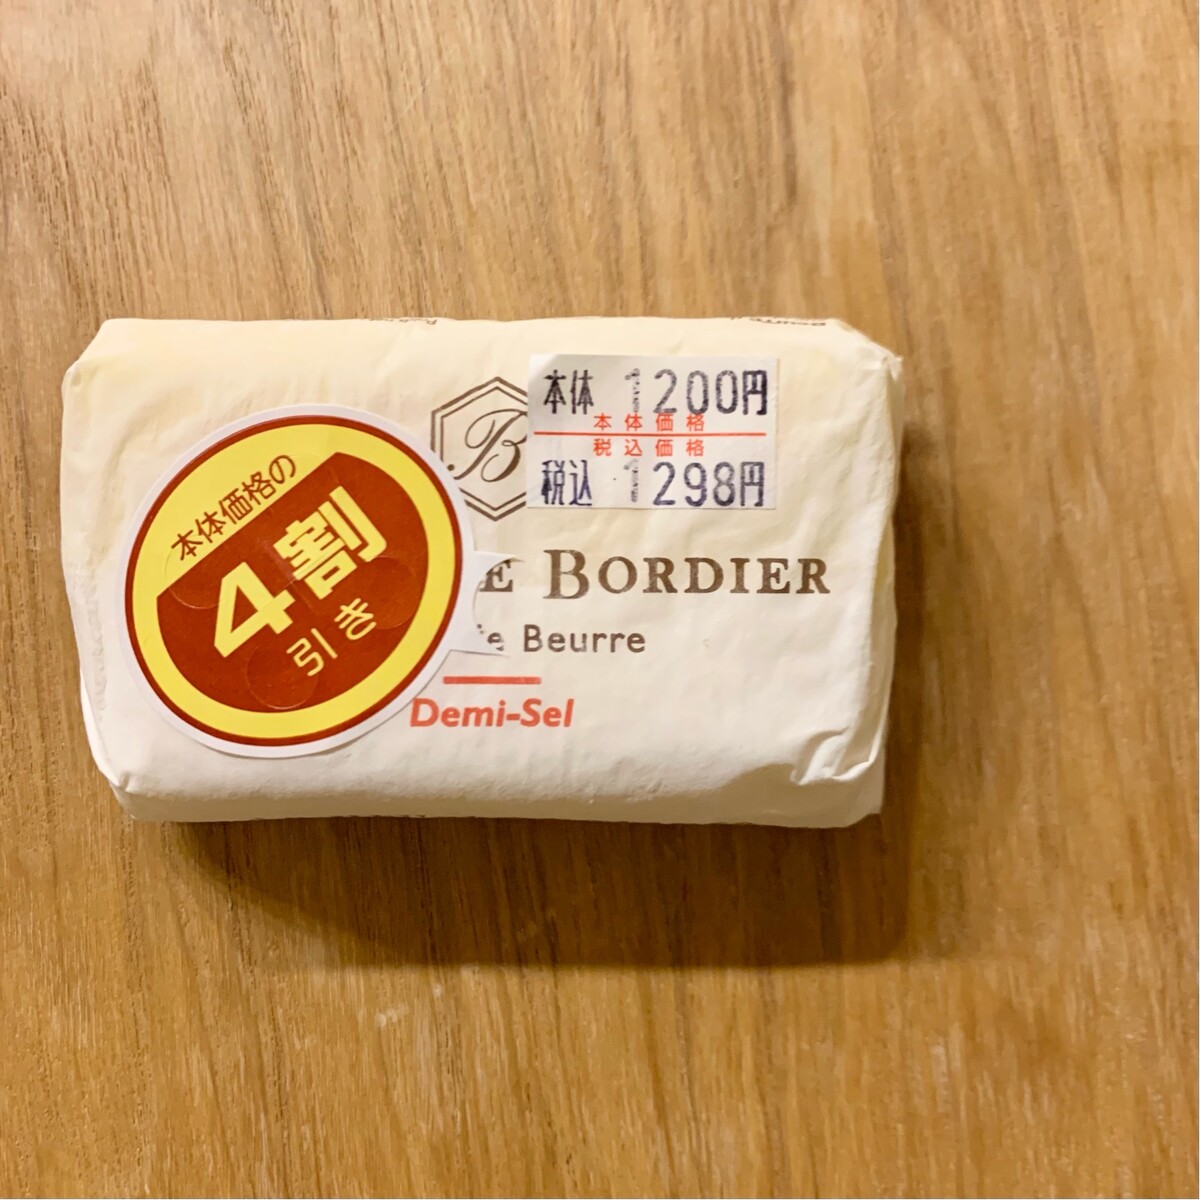 本体 1200円
本体価格
税込価格
税込 1298円
本体価格の
4割
引き
B
E BORDIER
ie Beurre
Demi-Sel